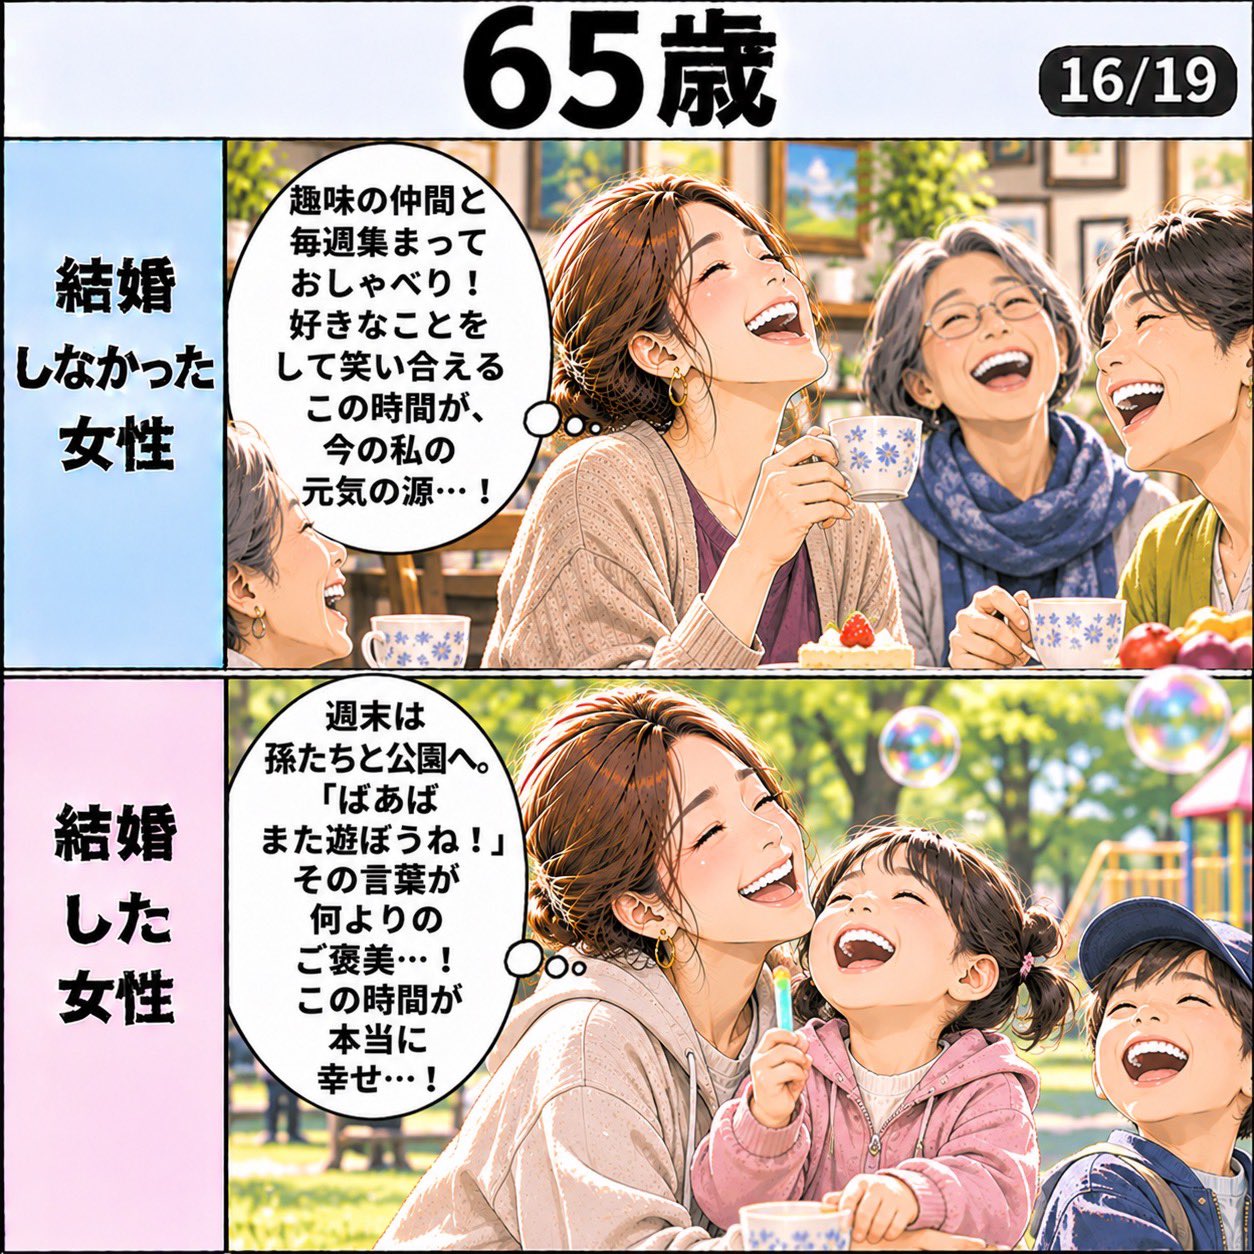 65歳
16/19
結婚
しなかった
女性
趣味の仲間と
毎週集まって
おしゃべり！
好きなことを
して笑い合える
この時間が、
今の私の
元気の源…！
結婚
した
女性
週末は
孫たちと公園へ。
「ばあば
また遊ぼうね！」
その言葉が
何よりの
ご褒美…！
この時間が
本当に
幸せ…！